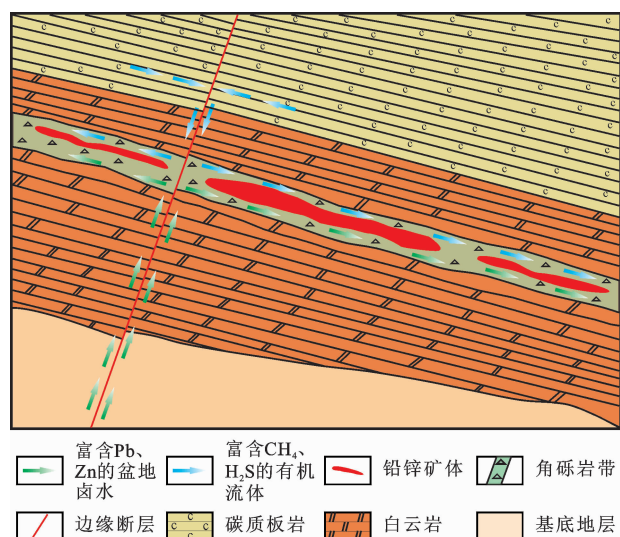 富含Pb、
Zn的盆地
卤水
富含CH₄、
H₂S的有机
流体
铅锌矿体
角砾岩带
边缘断层
碳质板岩
白云岩
基底地层